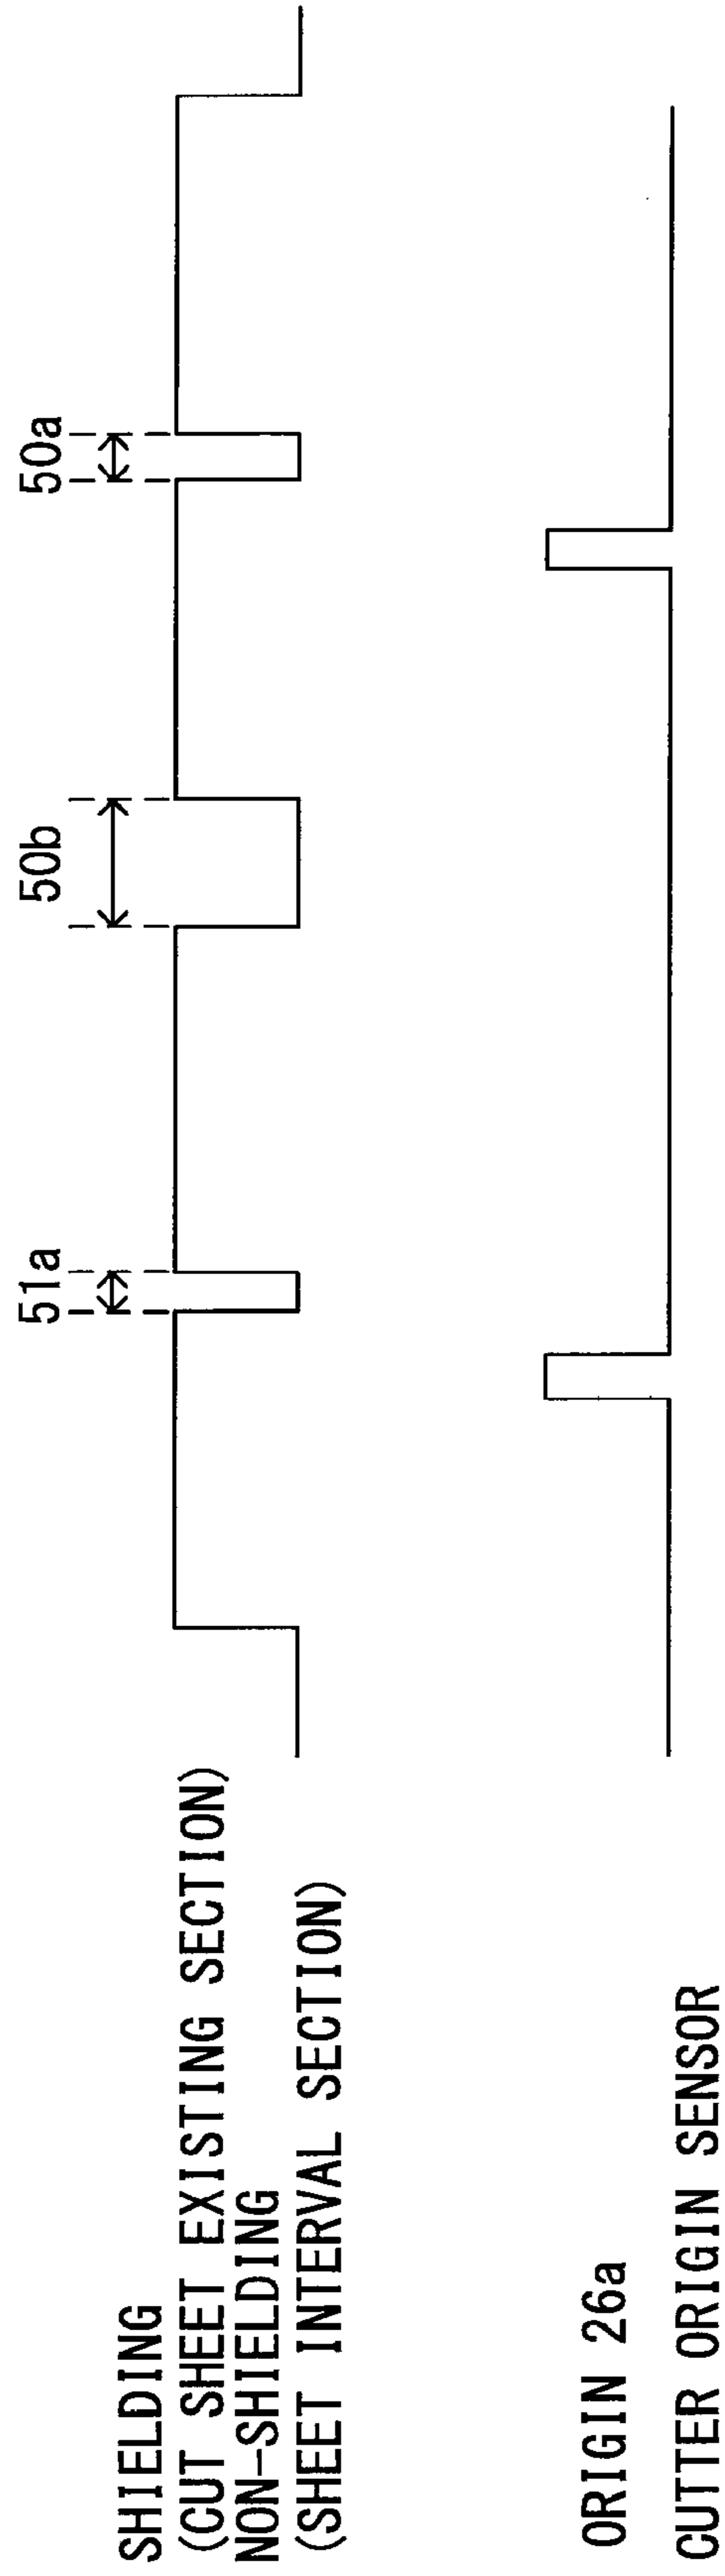 51a
50b
50a
SHIELDING
(CUT SHEET EXISTING SECTION)
NON-SHIELDING
(SHEET INTERVAL SECTION)
ORIGIN 26a
CUTTER ORIGIN SENSOR